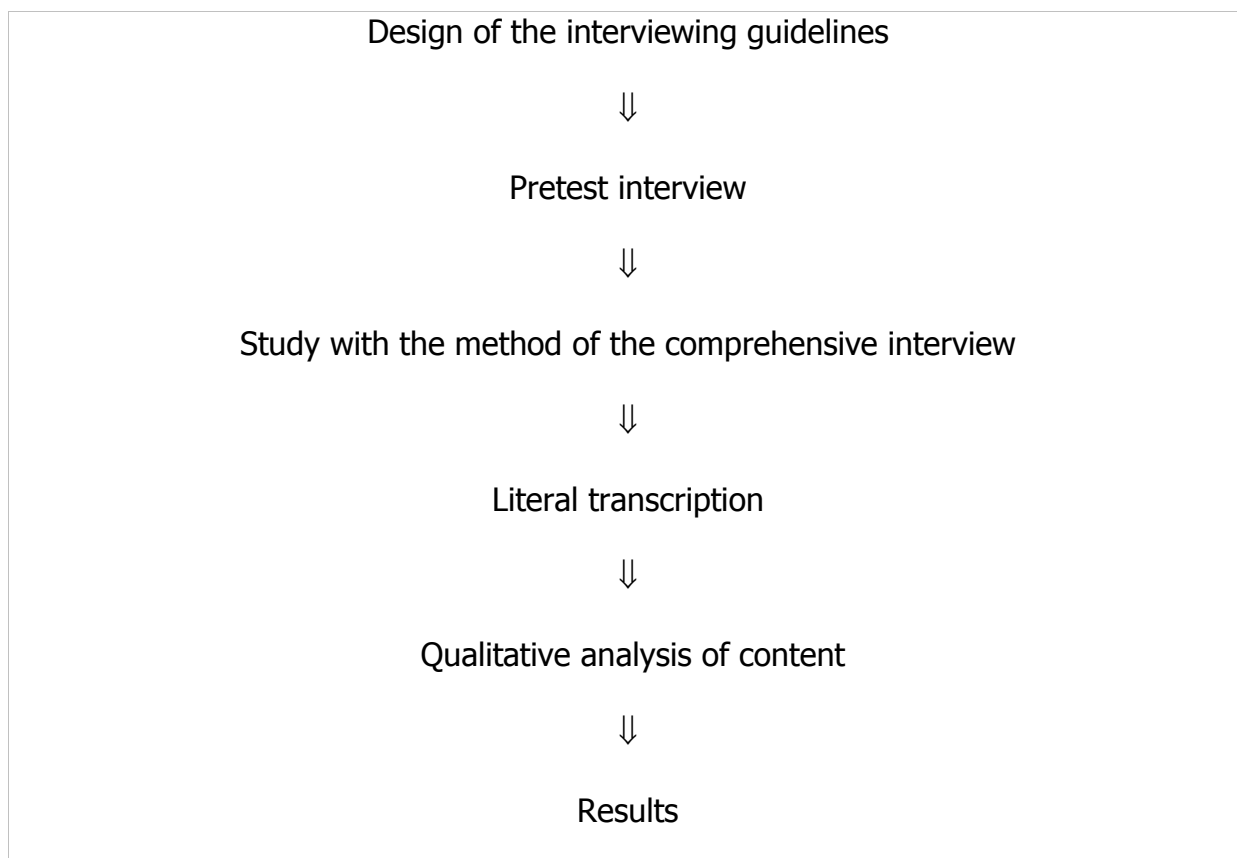 Design of the interviewing guidelines
⇓
Pretest interview
⇓
Study with the method of the comprehensive interview
⇓
Literal transcription
⇓
Qualitative analysis of content
⇓
Results